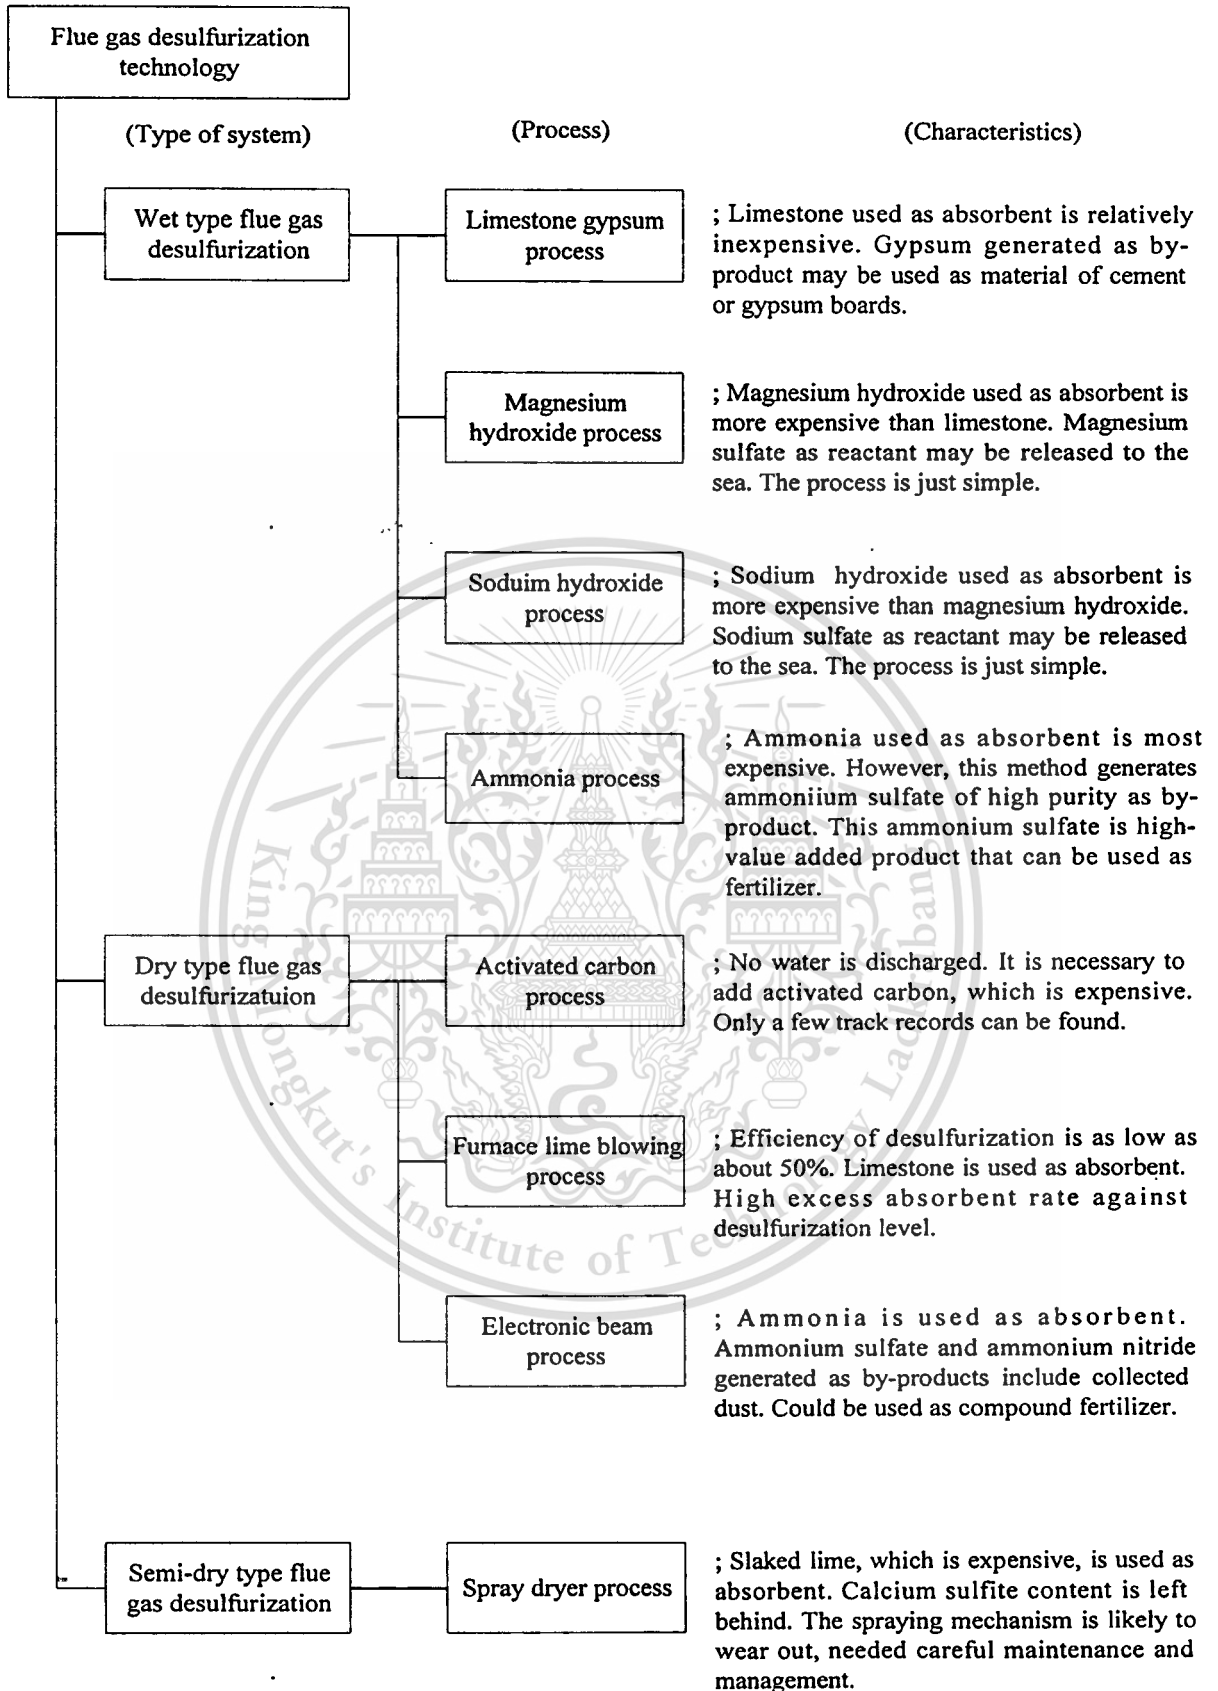 Flue gas desulfurization
technology
(Type of system)
(Process)
(Characteristics)
Wet type flue gas
desulfurization
Limestone gypsum
process
; Limestone used as absorbent is relatively
inexpensive. Gypsum generated as by-
product may be used as material of cement
or gypsum boards.
Magnesium
hydroxide process
; Magnesium hydroxide used as absorbent is
more expensive than limestone. Magnesium
sulfate as reactant may be released to the
sea. The process is just simple.
Soduim hydroxide
process
; Sodium hydroxide used as absorbent is
more expensive than magnesium hydroxide.
Sodium sulfate as reactant may be released
to the sea. The process is just simple.
Ammonia process
; Ammonia used as absorbent is most
expensive. However, this method generates
ammoniium sulfate of high purity as by-
product. This ammonium sulfate is high-
value added product that can be used as
fertilizer.
Dry type flue gas
desulfurizatuion
Activated carbon
process
; No water is discharged. It is necessary to
add activated carbon, which is expensive.
Only a few track records can be found.
Furnace lime blowing
process
; Efficiency of desulfurization is as low as
about 50%. Limestone is used as absorbent.
High excess absorbent rate against
desulfurization level.
Electronic beam
process
; Ammonia is used as absorbent.
Ammonium sulfate and ammonium nitride
generated as by-products include collected
dust. Could be used as compound fertilizer.
Semi-dry type flue
gas desulfurization
Spray dryer process
; Slaked lime, which is expensive, is used as
absorbent. Calcium sulfite content is left
behind. The spraying mechanism is likely to
wear out, needed careful maintenance and
management.
King Mongkut's Institute of Technology Ladkrabang